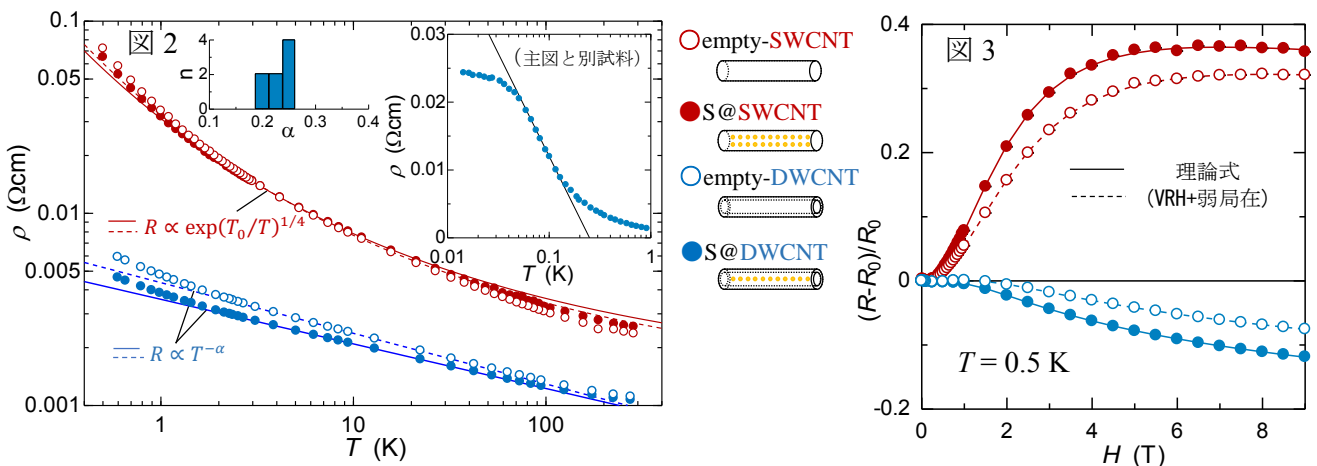 図 2
0.1
0.05
0.01
0.005
0.001
ρ (Ωcm)
1
10
100
T (K)
4
2
0
n
0.2
0.3
0.4
α
R ∝ exp(T₀/T)^{1/4}
R ∝ T^{-α}
(主図と別試料)
0.03
0.02
0.01
0.00
ρ (Ωcm)
0.01
0.1
1
T (K)
empty-SWCNT
S@SWCNT
empty-DWCNT
S@DWCNT
図 3
0.4
0.2
0
-0.2
(R-R₀)/R₀
理論式
(VRH+弱局在)
T = 0.5 K
0
2
4
6
8
H (T)